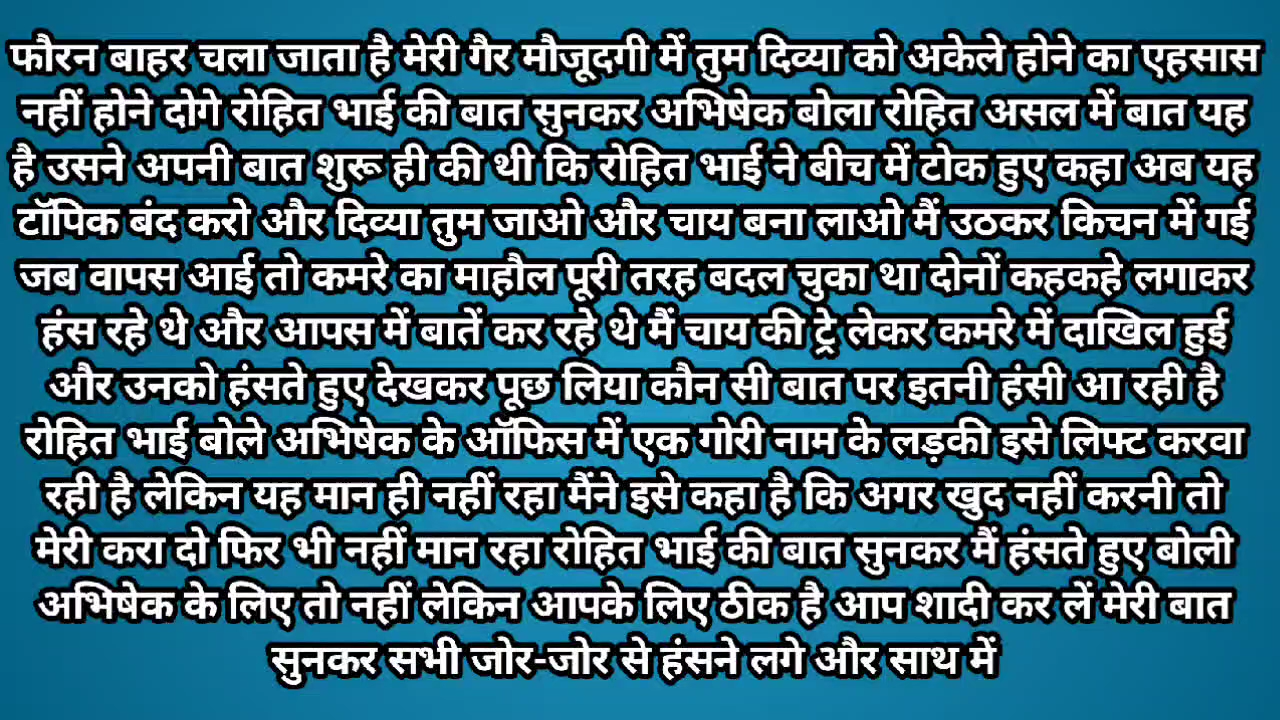 फौरन बाहर चला जाता है मेरी गैर मौजूदगी में तुम दिव्या को अकेले होने का एहसास
नहीं होने दोगे रोहित भाई की बात सुनकर अभिषेक बोला रोहित असल में बात यह
है उसने अपनी बात शुरू ही की थी कि रोहित भाई ने बीच में टोक हुए कहा अब यह
टॉपिक बंद करो और दिव्या तुम जाओ और चाय बना लाओ मैं उठकर किचन में गई
जब वापस आई तो कमरे का माहौल पूरी तरह बदल चुका था दोनों कहकहे लगाकर
हंस रहे थे और आपस में बातें कर रहे थे मैं चाय की ट्रे लेकर कमरे में दाखिल हुई
और उनको हंसते हुए देखकर पूछ लिया कौन सी बात पर इतनी हंसी आ रही है
रोहित भाई बोले अभिषेक के ऑफिस में एक गोरी नाम के लड़की इसे लिफ्ट करवा
रही है लेकिन यह मान ही नहीं रहा मैंने इसे कहा है कि अगर खुद नहीं करनी तो
मेरी करा दो फिर भी नहीं मान रहा रोहित भाई की बात सुनकर मैं हंसते हुए बोली
अभिषेक के लिए तो नहीं लेकिन आपके लिए ठीक है आप शादी कर लें मेरी बात
सुनकर सभी जोर-जोर से हंसने लगे और साथ में